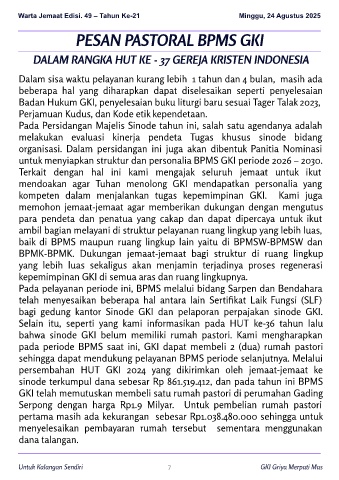 Warta Jemaat Edisi. 49 – Tahun Ke-21 Minggu, 24 Agustus 2025
PESAN PASTORAL BPMS GKI
DALAM RANGKA HUT KE - 37 GEREJA KRISTEN INDONESIA
Dalam sisa waktu pelayanan kurang lebih 1 tahun dan 4 bulan, masih ada
beberapa hal yang diharapkan dapat diselesaikan seperti penyelesaian
Badan Hukum GKI, penyelesaian buku liturgi baru sesuai Tager Talak 2023,
Perjamuan Kudus, dan Kode etik kependetaan.
Pada Persidangan Majelis Sinode tahun ini, salah satu agendanya adalah
melakukan evaluasi kinerja pendeta Tugas khusus sinode bidang
organisasi. Dalam persidangan ini juga akan dibentuk Panitia Nominasi
untuk menyiapkan struktur dan personalia BPMS GKI periode 2026 – 2030.
Terkait dengan hal ini kami mengajak seluruh jemaat untuk ikut
mendoakan agar Tuhan menolong GKI mendapatkan personalia yang
kompeten dalam menjalankan tugas kepemimpinan GKI. Kami juga
memohon jemaat-jemaat agar memberikan dukungan dengan mengutus
para pendeta dan penatua yang cakap dan dapat dipercaya untuk ikut
ambil bagian melayani di struktur pelayanan ruang lingkup yang lebih luas,
baik di BPMS maupun ruang lingkup lain yaitu di BPMSW-BPMSW dan
BPMK-BPMK. Dukungan jemaat-jemaat bagi struktur di ruang lingkup
yang lebih luas sekaligus akan menjamin terjadinya proses regenerasi
kepemimpinan GKI di semua aras dan ruang lingkupnya.
Pada pelayanan periode ini, BPMS melalui bidang Sarpen dan Bendahara
telah menyesaikan beberapa hal antara lain Sertifikat Laik Fungsi (SLF)
bagi gedung kantor Sinode GKI dan pelaporan perpajakan sinode GKI.
Selain itu, seperti yang kami informasikan pada HUT ke-36 tahun lalu
bahwa sinode GKI belum memiliki rumah pastori. Kami mengharapkan
pada periode BPMS saat ini, GKI dapat membeli 2 (dua) rumah pastori
sehingga dapat mendukung pelayanan BPMS periode selanjutnya. Melalui
persembahan HUT GKI 2024 yang dikirimkan oleh jemaat-jemaat ke
sinode terkumpul dana sebesar Rp 861.519.412, dan pada tahun ini BPMS
GKI telah memutuskan membeli satu rumah pastori di perumahan Gading
Serpong dengan harga Rp1.9 Milyar. Untuk pembelian rumah pastori
pertama masih ada kekurangan sebesar Rp1.038.480.000 sehingga untuk
menyelesaikan pembayaran rumah tersebut sementara menggunakan
dana talangan.
Untuk Kalangan Sendiri 7 GKI Griya Merpati Mas